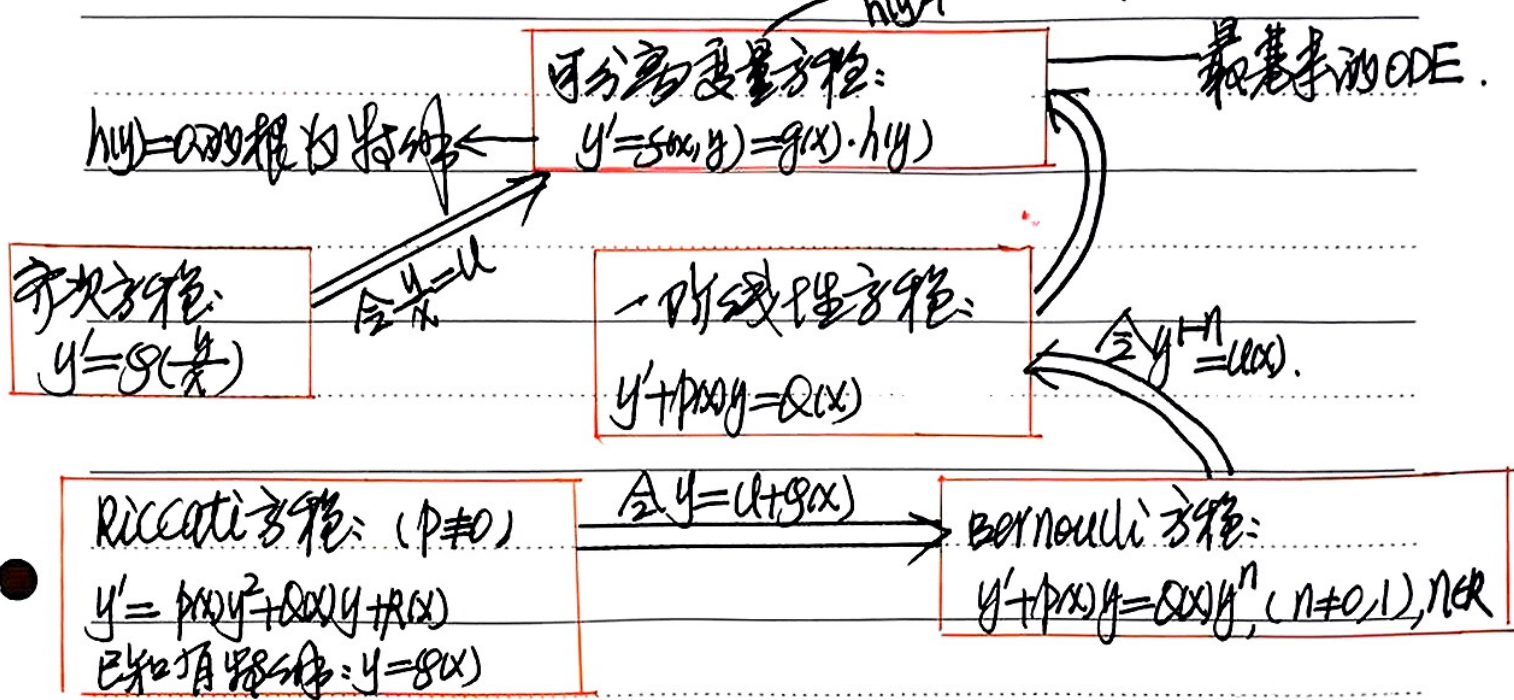 h(y)
可分离变量方程:
y'=f(x,y)=g(x)·h(y)
最基本的ODE.
h(y)=0的根为特解
齐次方程:
y'=φ(y/x)
令y/x=u
一阶线性方程:
y'+p(x)y=Q(x)
令y^{1-n}=u(x).
Riccati方程: (p≠0)
y'=p(x)y²+Q(x)y+R(x)
已知有特解:y=φ(x)
令y=u+φ(x)
Bernoulli方程:
y'+p(x)y=Q(x)yⁿ, (n≠0,1), n∈R